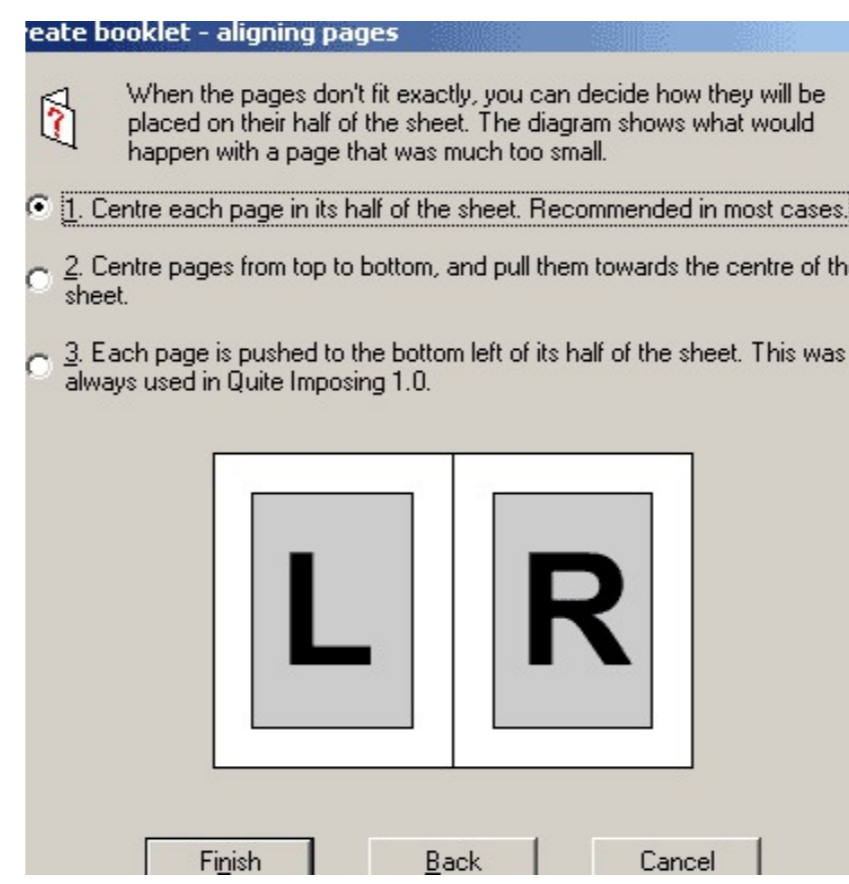 eate booklet - aligning pages
When the pages don't fit exactly, you can decide how they will be
placed on their half of the sheet. The diagram shows what would
happen with a page that was much too small.
1. Centre each page in its half of the sheet. Recommended in most cases.
2. Centre pages from top to bottom, and pull them towards the centre of th
sheet.
3. Each page is pushed to the bottom left of its half of the sheet. This was
always used in Quite Imposing 1.0.
L R
Finish Back Cancel